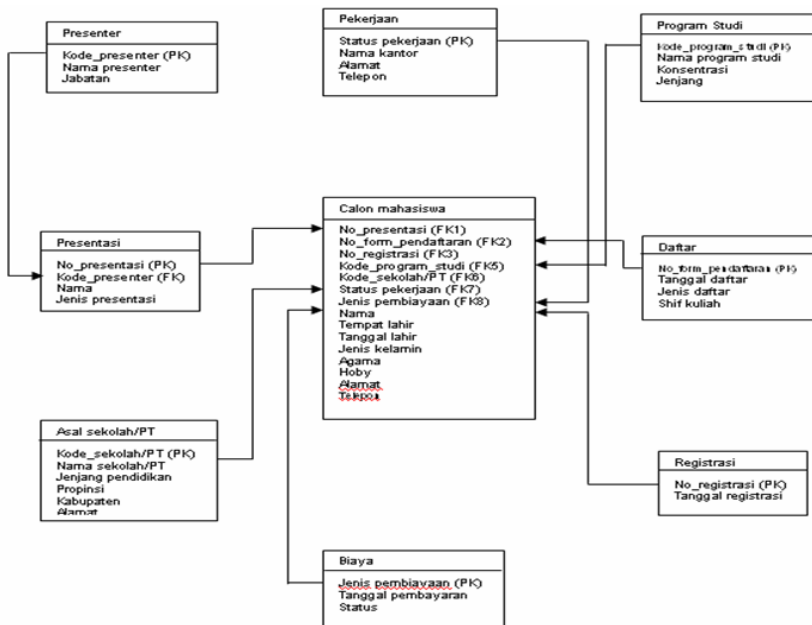 Presenter
Kode_presenter (PK)
Nama presenter
Jabatan
Pekerjaan
Status pekerjaan (PK)
Nama kantor
Alamat
Telepon
Program Studi
Kode_program_studi (PK)
Nama program studi
Konsentrasi
Jenjang
Presentasi
No_presentasi (PK)
Kode_presenter (FK)
Nama
Jenis presentasi
Calon mahasiswa
No_presentasi (FK1)
No_form_pendaftaran (FK2)
No_registrasi (FK3)
Kode_program_studi (FK5)
Kode_sekolah/PT (FK6)
Status pekerjaan (FK7)
Jenis pembiayaan (FK8)
Nama
Tempat lahir
Tanggal lahir
Jenis kelamin
Agama
Hoby
Alamat
Telepon
Daftar
No_form_pendaftaran (PK)
Tanggal daftar
Jenis daftar
Shif kuliah
Asal sekolah/PT
Kode_sekolah/PT (PK)
Nama sekolah/PT
Jenjang pendidikan
Propinsi
Kabupaten
Alamat
Registrasi
No_registrasi (PK)
Tanggal registrasi
Biaya
Jenis pembiayaan (PK)
Tanggal pembayaran
Status